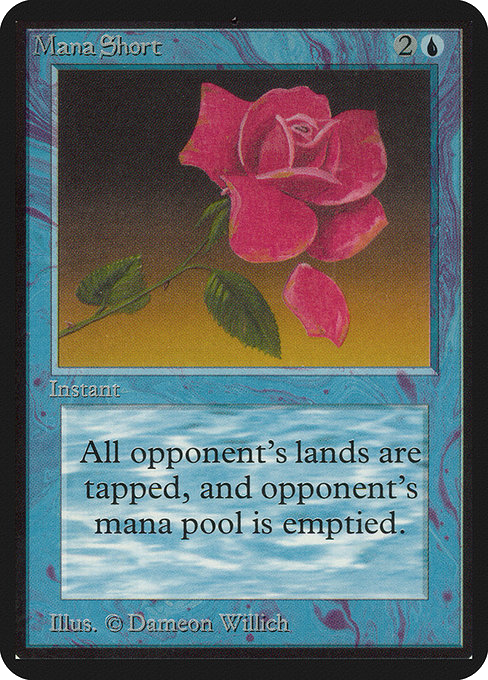 Mana Short 2
Instant
All opponent's lands are
tapped, and opponent's
mana pool is emptied.
Illus. © Dameon Willich